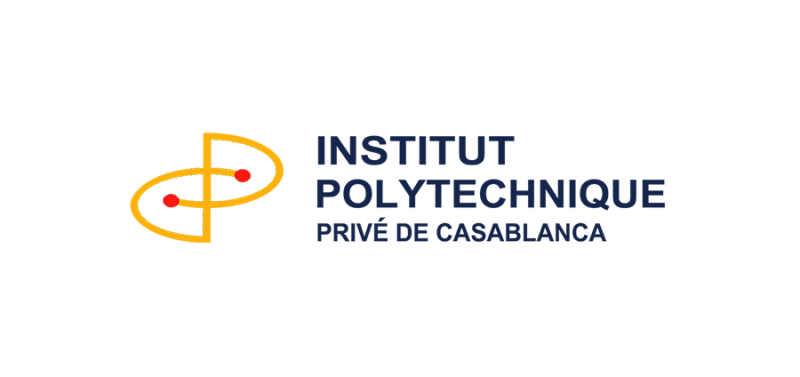 INSTITUT
POLYTECHNIQUE
PRIVÉ DE CASABLANCA